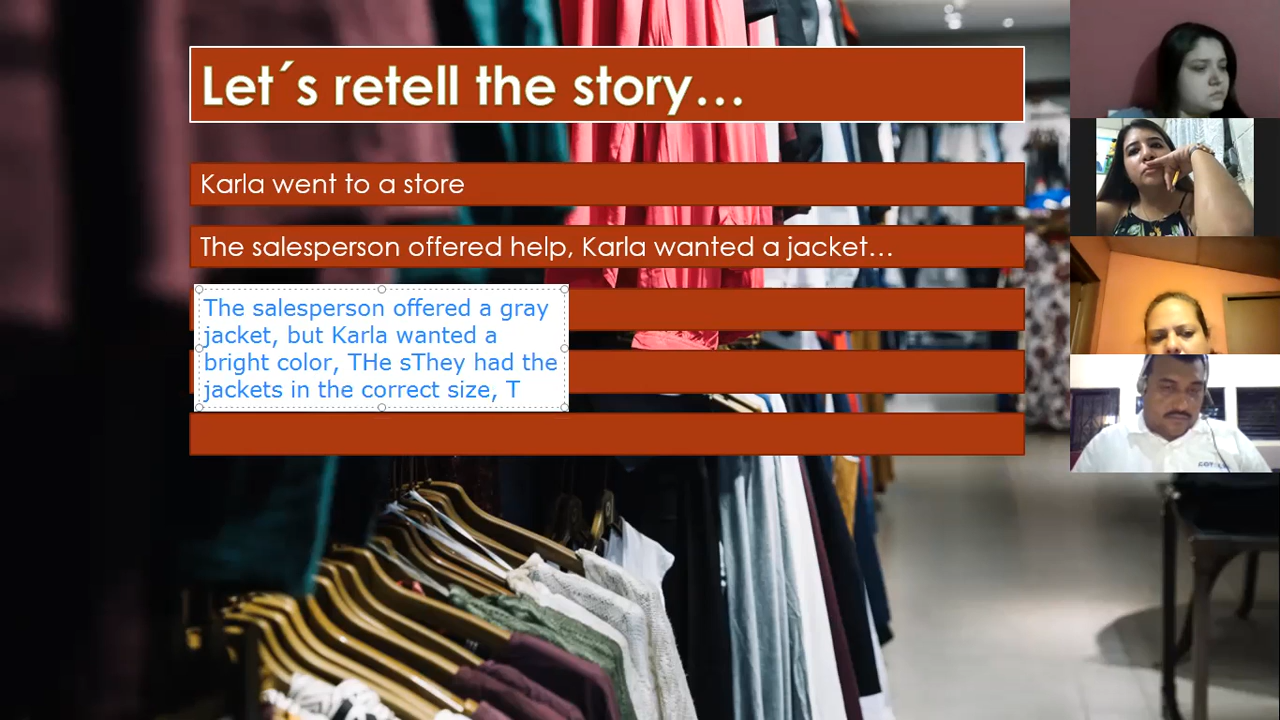 Let´s retell the story...
Karla went to a store
The salesperson offered help, Karla wanted a jacket...
The salesperson offered a gray
jacket, but Karla wanted a
bright color, THe sThey had the
jackets in the correct size, T